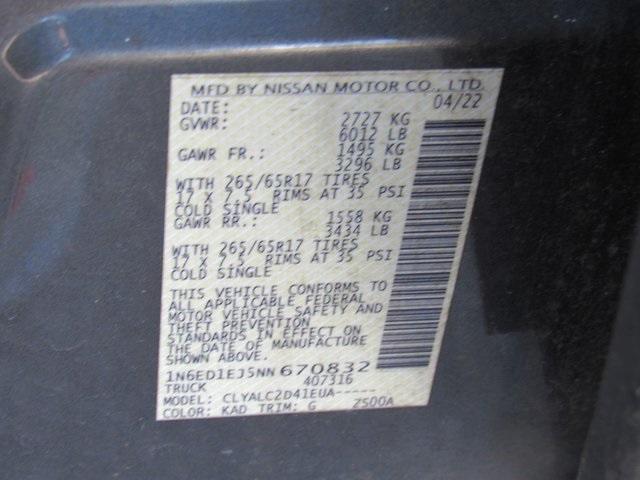 MFD BY NISSAN MOTOR CO., LTD.
DATE: 04/22
GVWR: 2727 KG
6012 LB
GAWR FR.: 1495 KG
3296 LB
WITH 265/65R17 TIRES
17 X 7.5 RIMS AT 35 PSI
COLD SINGLE
GAWR RR.: 1558 KG
3434 LB
WITH 265/65R17 TIRES
17 X 7.5 RIMS AT 35 PSI
COLD SINGLE
THIS VEHICLE CONFORMS TO
ALL APPLICABLE FEDERAL
MOTOR VEHICLE SAFETY AND
THEFT PREVENTION
STANDARDS IN EFFECT ON
THE DATE OF MANUFACTURE
SHOWN ABOVE.
1N6ED1EJ5NN670832
TRUCK 407316
MODEL: CLYALC2D41EUA-----
COLOR: KAD TRIM: G Z500A